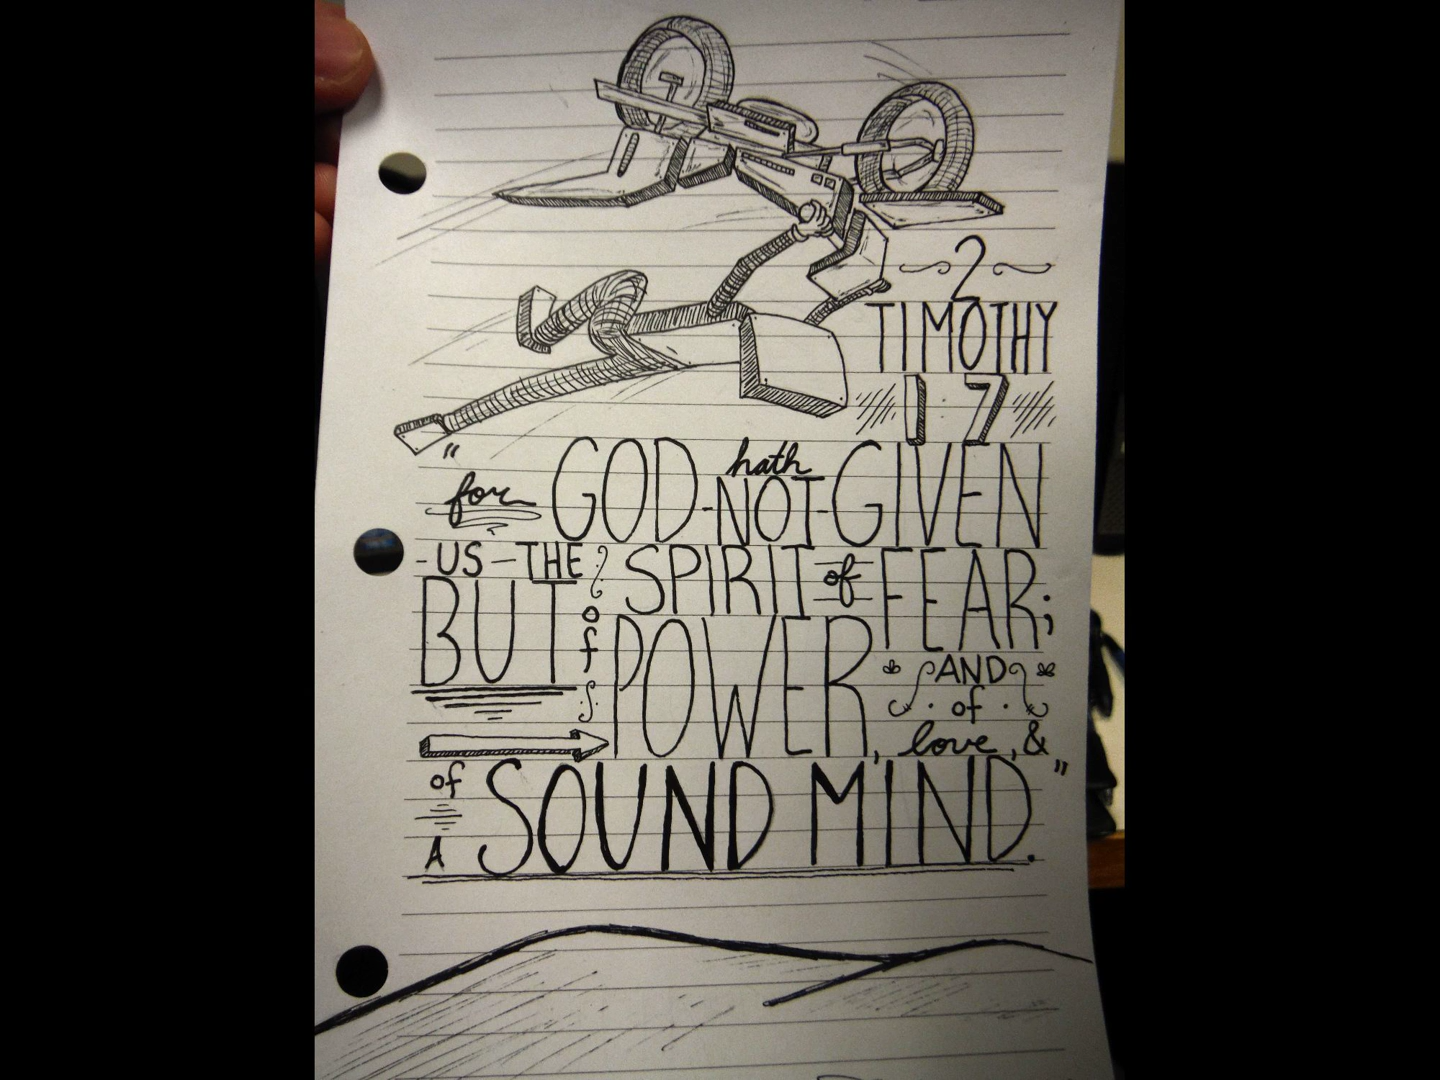 2
TIMOTHY
1:7
"for GOD hath NOT GIVEN
US THE SPIRIT of FEAR;
BUT of POWER, AND of love, &
of A SOUND MIND."